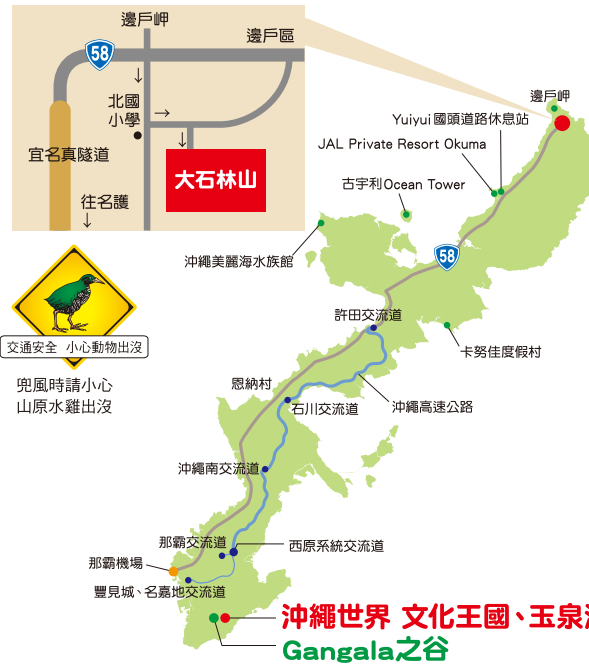 邊戶岬
58
邊戶區
北國
小學
宜名真隧道
大石林山
往名護
邊戶岬
Yuiyui國頭道路休息站
JAL Private Resort Okuma
古宇利Ocean Tower
沖繩美麗海水族館
58
交通安全 小心動物出沒
兜風時請小心
山原水雞出沒
許田交流道
卡努佳度假村
恩納村
石川交流道
沖繩高速公路
沖繩南交流道
那霸交流道
西原系統交流道
那霸機場
豐見城、名嘉地交流道
沖繩世界 文化王國、玉泉
Gangala之谷